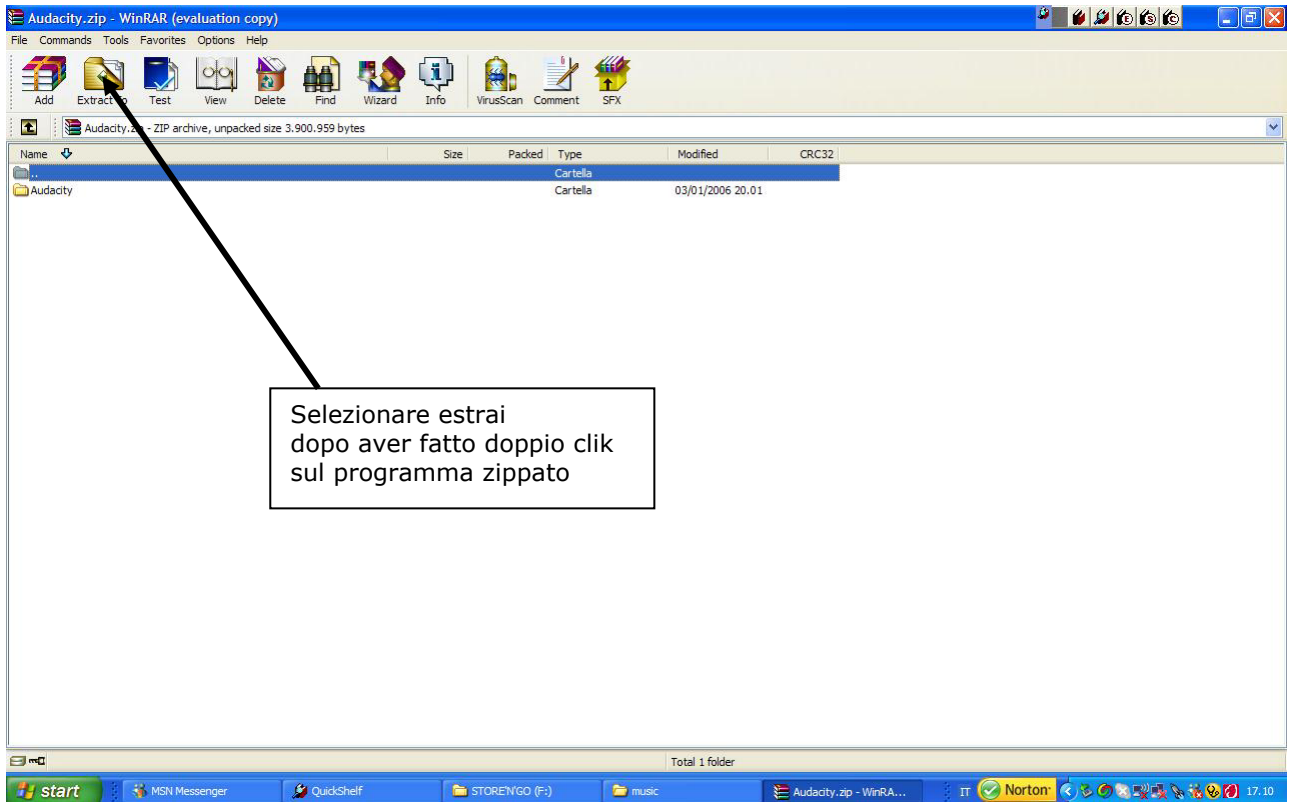 Audacity.zip - WinRAR (evaluation copy)
File Commands Tools Favorites Options Help
Add Extract To Test View Delete Find Wizard Info VirusScan Comment SFX
Audacity.zip - ZIP archive, unpacked size 3.900.959 bytes
Name Size Packed Type Modified CRC32
.. Cartella
Audacity Cartella 03/01/2006 20.01
Selezionare estrai
dopo aver fatto doppio clik
sul programma zippato
Total 1 folder
start MSN Messenger QuickShelf STORE'N'GO (F:) music Audacity.zip - WinRA... IT Norton 17.10